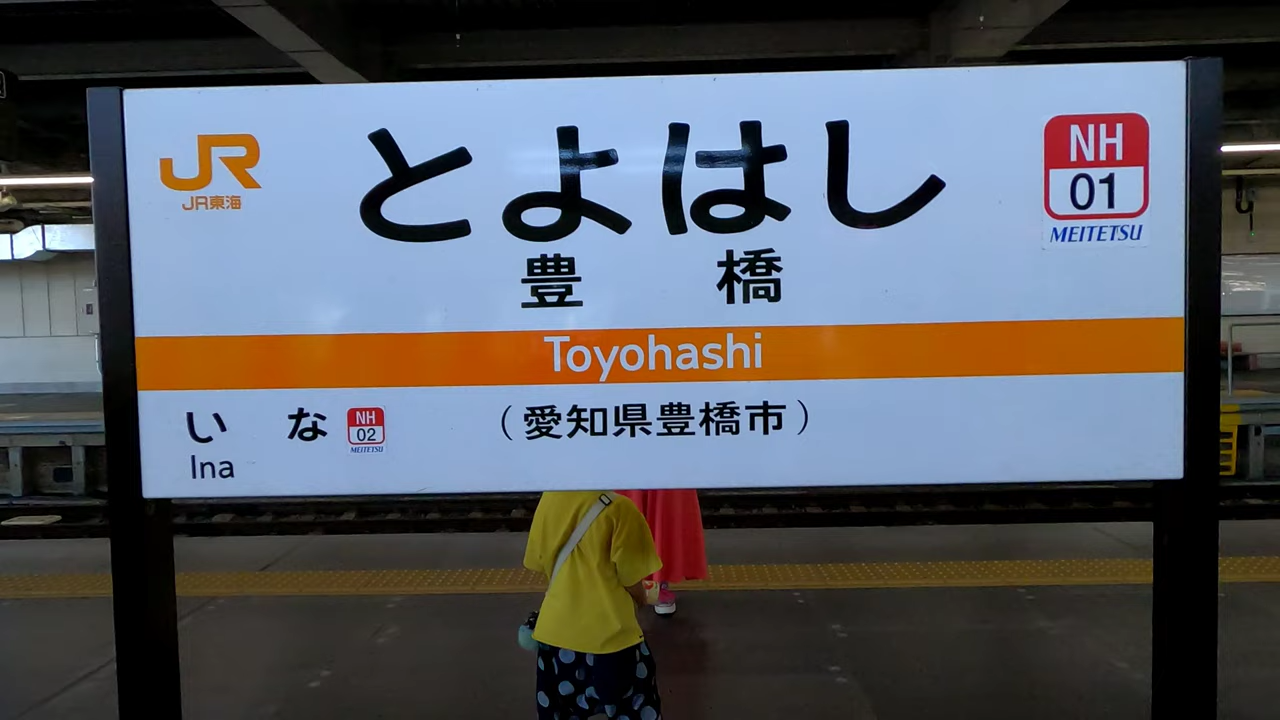 JR
JR東海
とよはし
NH
01
MEITETSU
豊橋
Toyohashi
いな
NH
02
MEITETSU
Ina
（愛知県豊橋市）